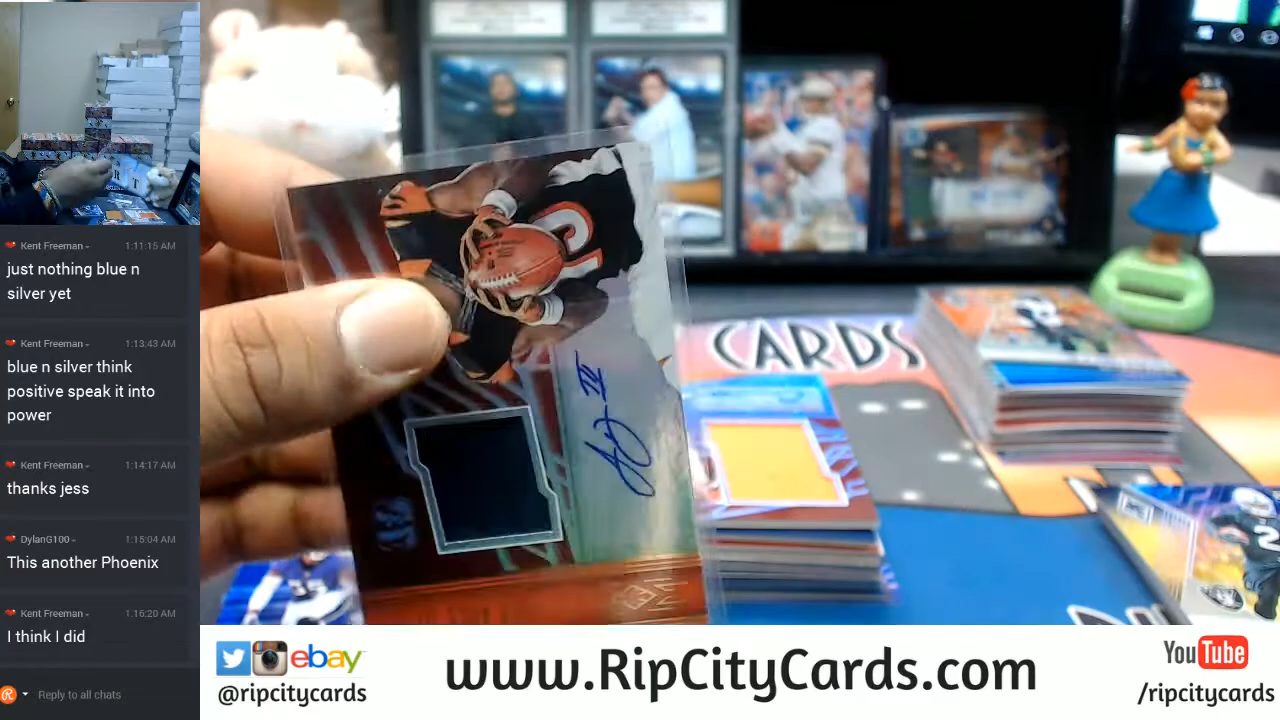 Kent Freeman 1:11:15 AM
just nothing blue n
silver yet
Kent Freeman 1:13:43 AM
blue n silver think
positive speak it into
power
Kent Freeman 1:14:17 AM
thanks jess
DylanG100 1:15:04 AM
This another Phoenix
Kent Freeman 1:16:20 AM
I think I did
Reply to all chats
CARDS
ebay
@ripcitycards
www.RipCityCards.com
YouTube
/ripcitycards